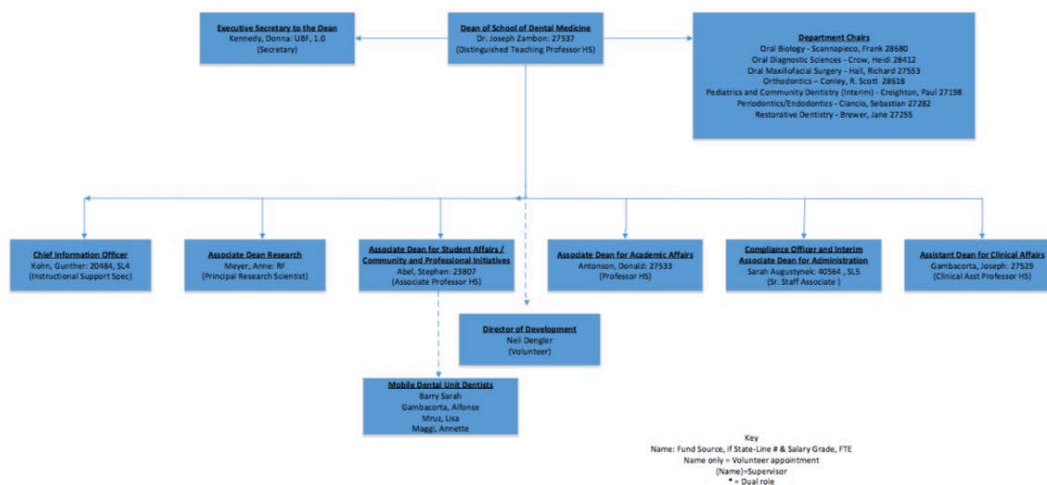 Executive Secretary to the Dean
Kennedy, Donna: UBF, 1.0
(Secretary)
Dean of School of Dental Medicine
Dr. Joseph Zambon: 27537
(Distinguished Teaching Professor HS)
Department Chairs
Oral Biology - Scannapieco, Frank 28680
Oral Diagnostic Sciences - Crow, Heidi 28412
Oral Maxillofacial Surgery - Hall, Richard 27553
Orthodontics – Conley, R. Scott 28618
Pediatrics and Community Dentistry (Interim) - Creighton, Paul 27198
Periodontics/Endodontics - Ciancio, Sebastian 27282
Restorative Dentistry - Brewer, Jane 27255
Chief Information Officer
Kohn, Gunther: 20484, SL4
(Instructional Support Spec)
Associate Dean Research
Meyer, Anne: RF
(Principal Research Scientist)
Associate Dean for Student Affairs /
Community and Professional Initiatives
Abel, Stephen: 23807
(Associate Professor HS)
Associate Dean for Academic Affairs
Antonson, Donald: 27533
(Professor HS)
Compliance Officer and Interim
Associate Dean for Administration
Sarah Augustynek: 40564 , SL5
(Sr. Staff Associate )
Assistant Dean for Clinical Affairs
Gambacorta, Joseph: 27529
(Clinical Asst Professor HS)
Director of Development
Neil Dengler
(Volunteer)
Mobile Dental Unit Dentists
Barry Sarah
Gambacorta, Alfonse
Mruz, Lisa
Maggi, Annette
Key
Name: Fund Source, if State-Line # & Salary Grade, FTE
Name only = Volunteer appointment
(Name)=Supervisor
* = Dual role